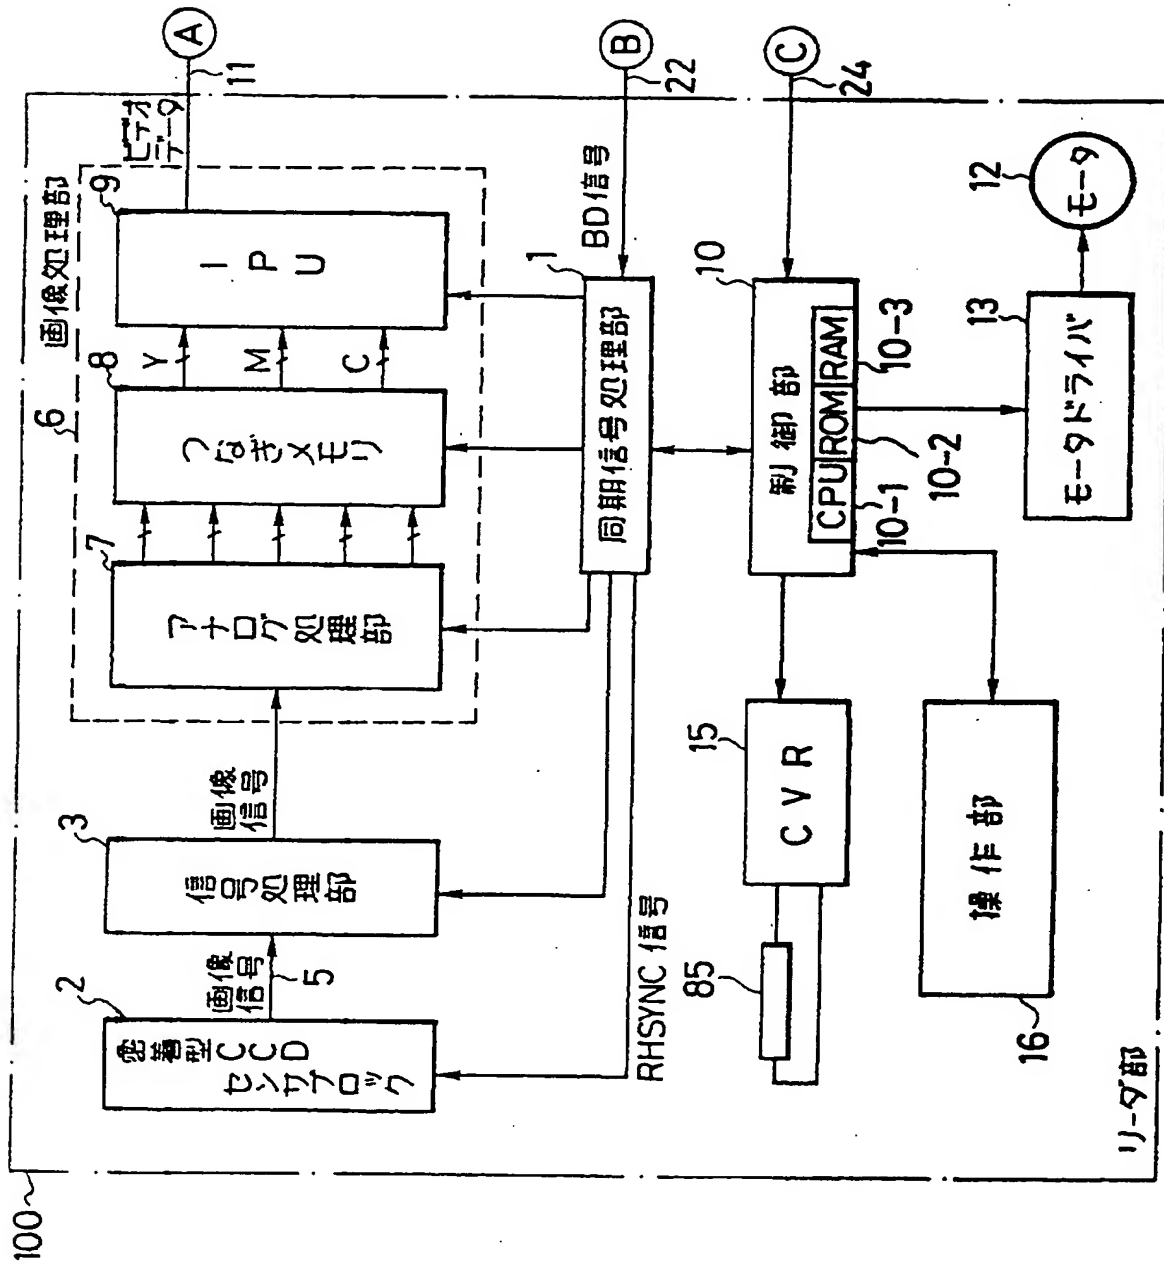 100
リーダ部
2
密着型CCD
センサブロック
画像
信号
5
3
信号処理部
画像
信号
6
画像処理部
7
アナログ処理部
8
つなぎメモリ
Y
M
C
9
IPU
ビデオ
データ
11
A
RHSYNC信号
1
同期信号処理部
BD信号
22
B
85
15
CVR
10
制御部
CPU
ROM
RAM
10-1
10-2
10-3
24
C
16
操作部
13
モータドライバ
12
モータ